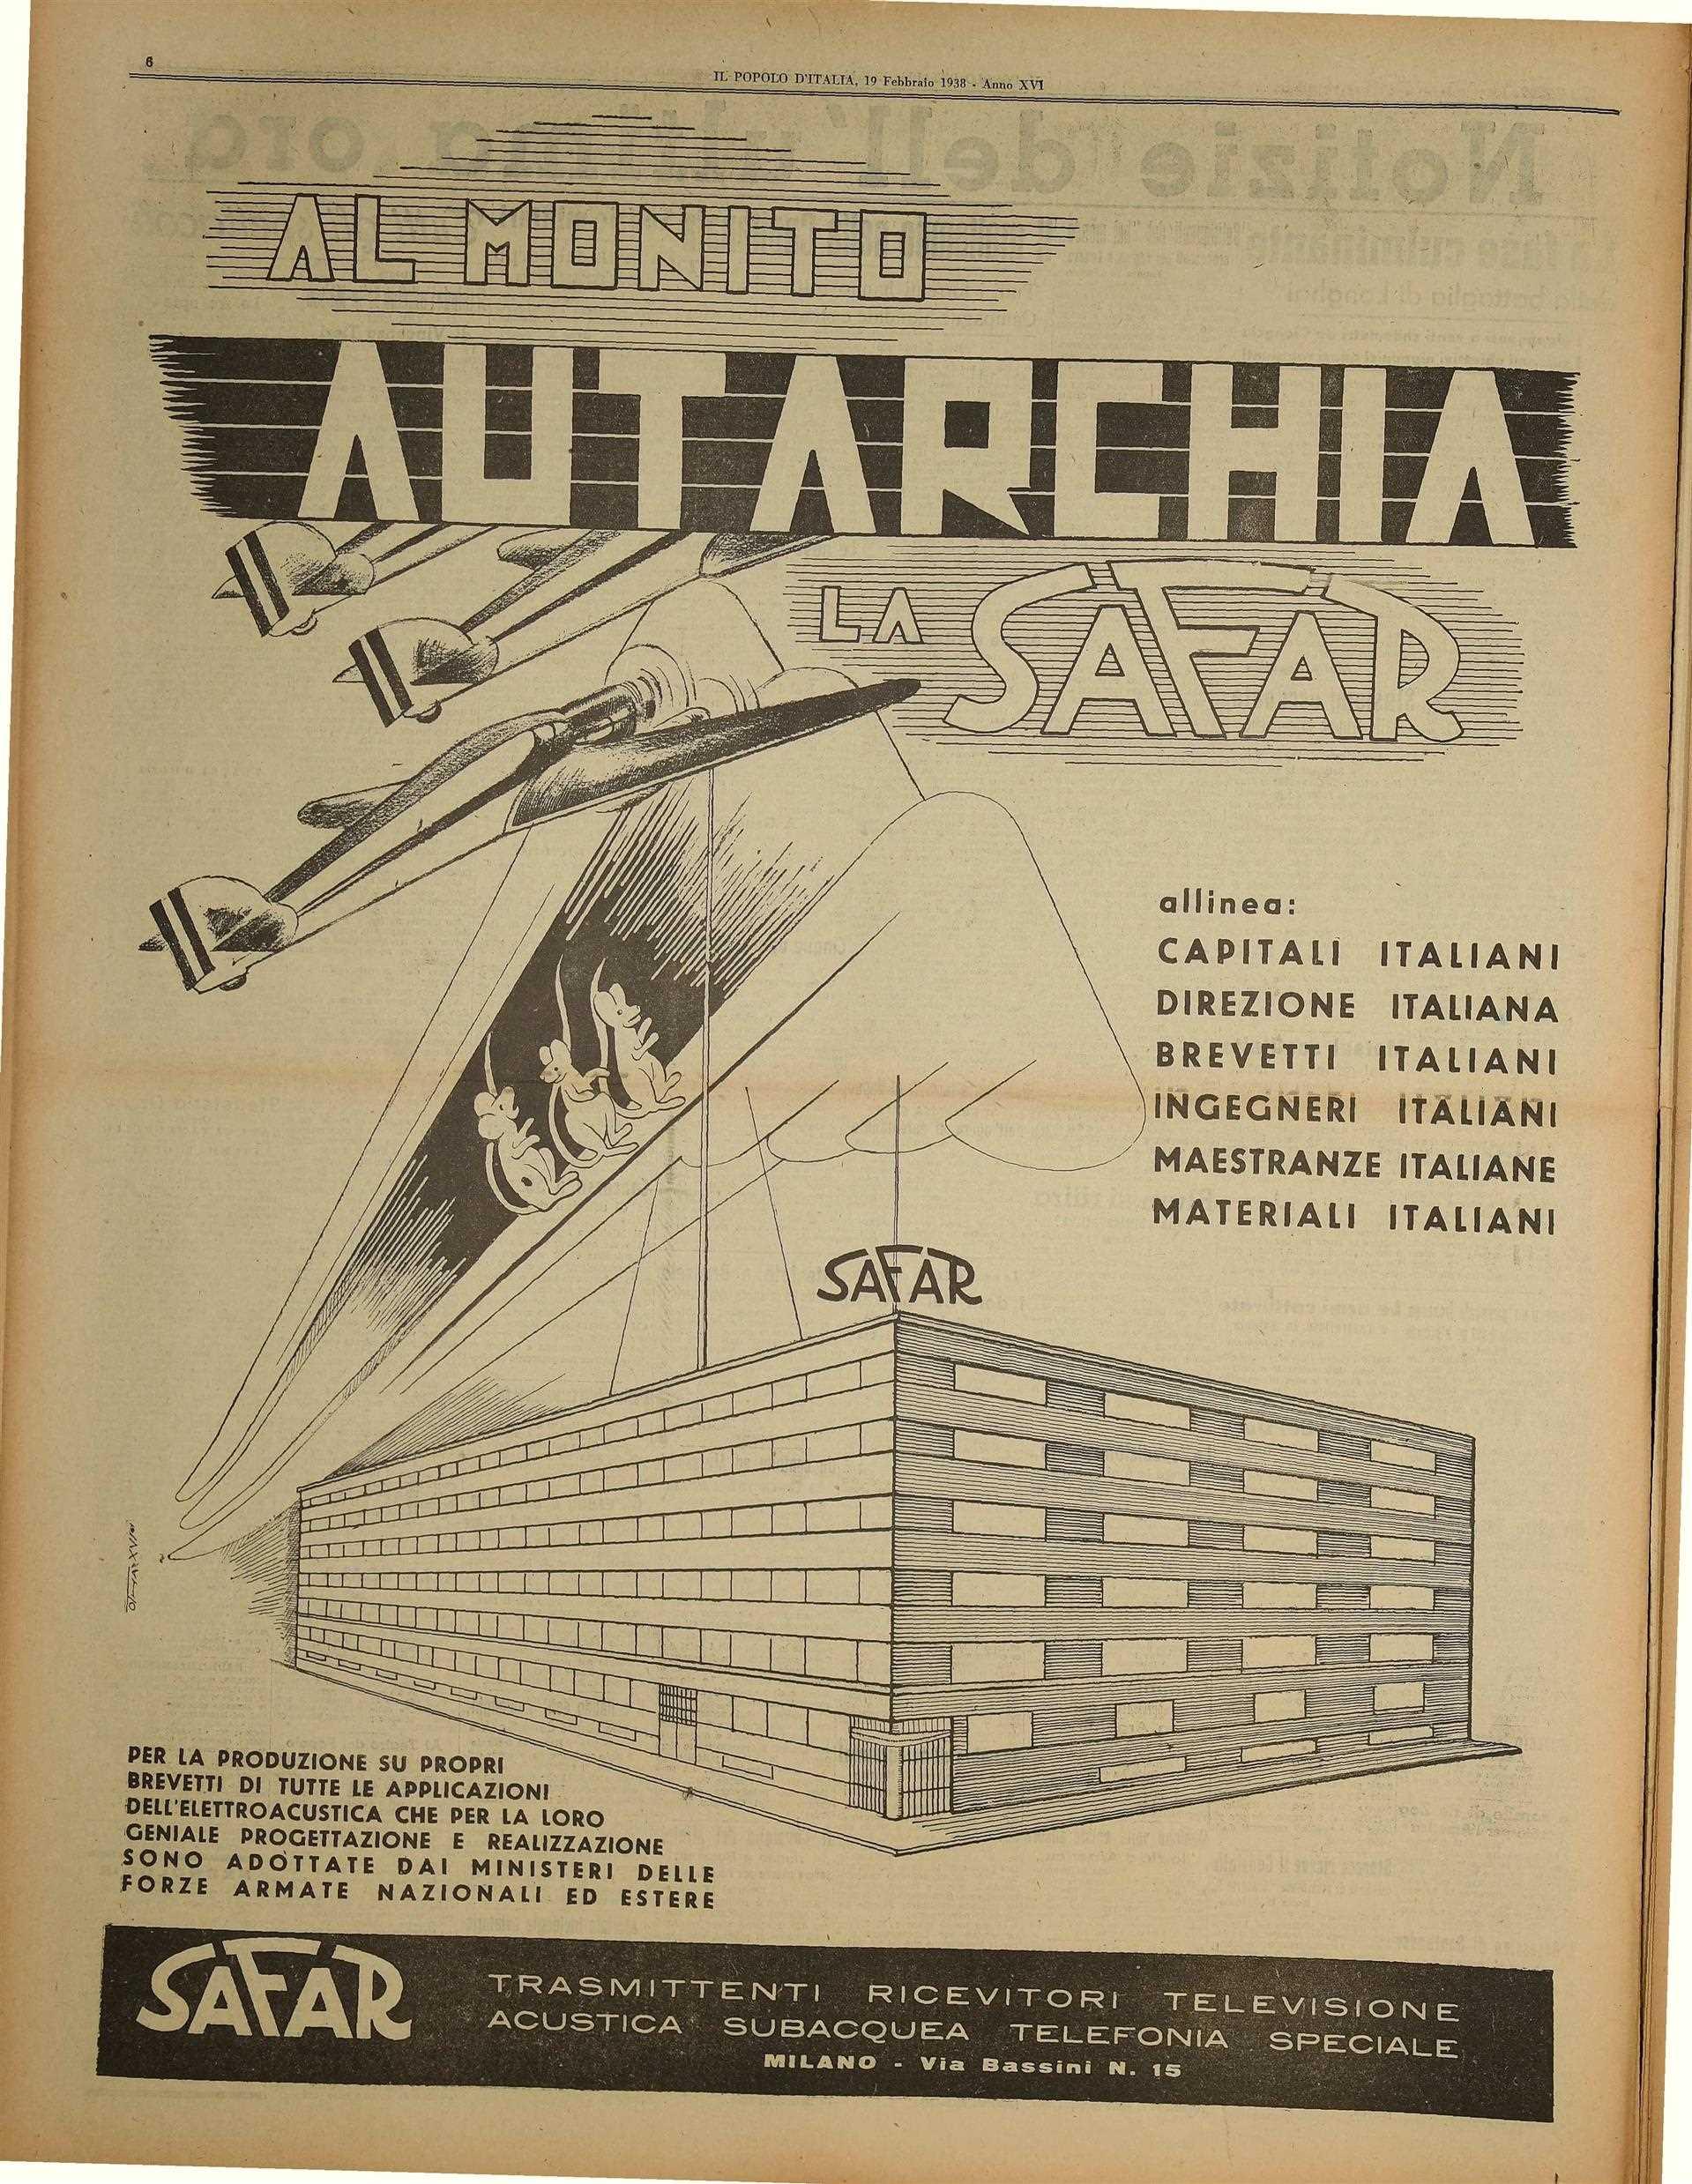 6
IL POPOLO D'ITALIA, 19 Febbraio 1938 - Anno XVI
AL MONITO
AUTARCHIA
LA SAFAR
allinea:
CAPITALI ITALIANI
DIREZIONE ITALIANA
BREVETTI ITALIANI
INGEGNERI ITALIANI
MAESTRANZE ITALIANE
MATERIALI ITALIANI
SAFAR
PER LA PRODUZIONE SU PROPRI
BREVETTI DI TUTTE LE APPLICAZIONI
DELL'ELETTROACUSTICA CHE PER LA LORO
GENIALE PROGETTAZIONE E REALIZZAZIONE
SONO ADOTTATE DAI MINISTERI DELLE
FORZE ARMATE NAZIONALI ED ESTERE
SAFAR
TRASMITTENTI RICEVITORI TELEVISIONE
ACUSTICA SUBACQUEA TELEFONIA SPECIALE
MILANO - Via Bassini N. 15